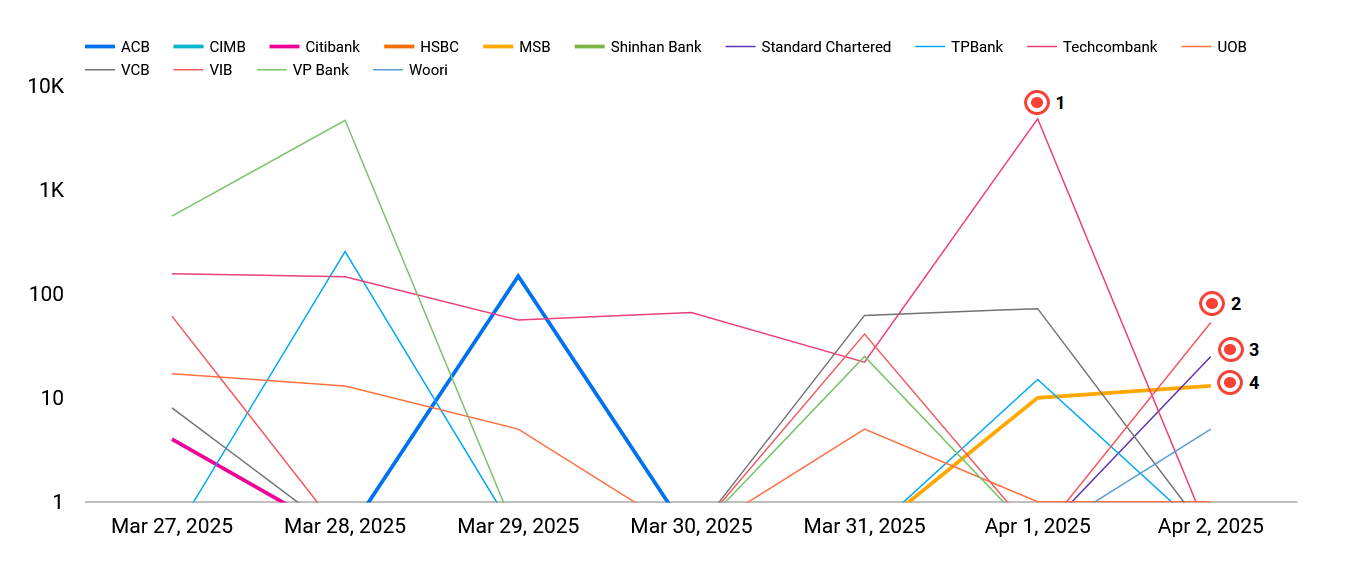 ACB CIMB Citibank HSBC MSB Shinhan Bank Standard Chartered TPBank Techcombank UOB
VCB VIB VP Bank Woori
10K
1
1K
100
2
3
4
10
1
Mar 27, 2025 Mar 28, 2025 Mar 29, 2025 Mar 30, 2025 Mar 31, 2025 Apr 1, 2025 Apr 2, 2025